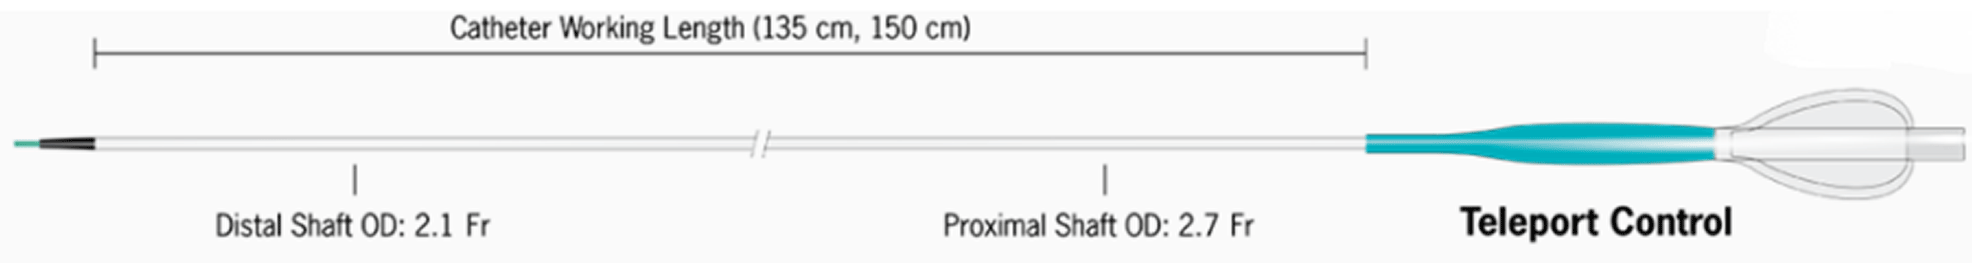 Catheter Working Length (135 cm, 150 cm)
Distal Shaft OD: 2.1 Fr
Proximal Shaft OD: 2.7 Fr
Teleport Control